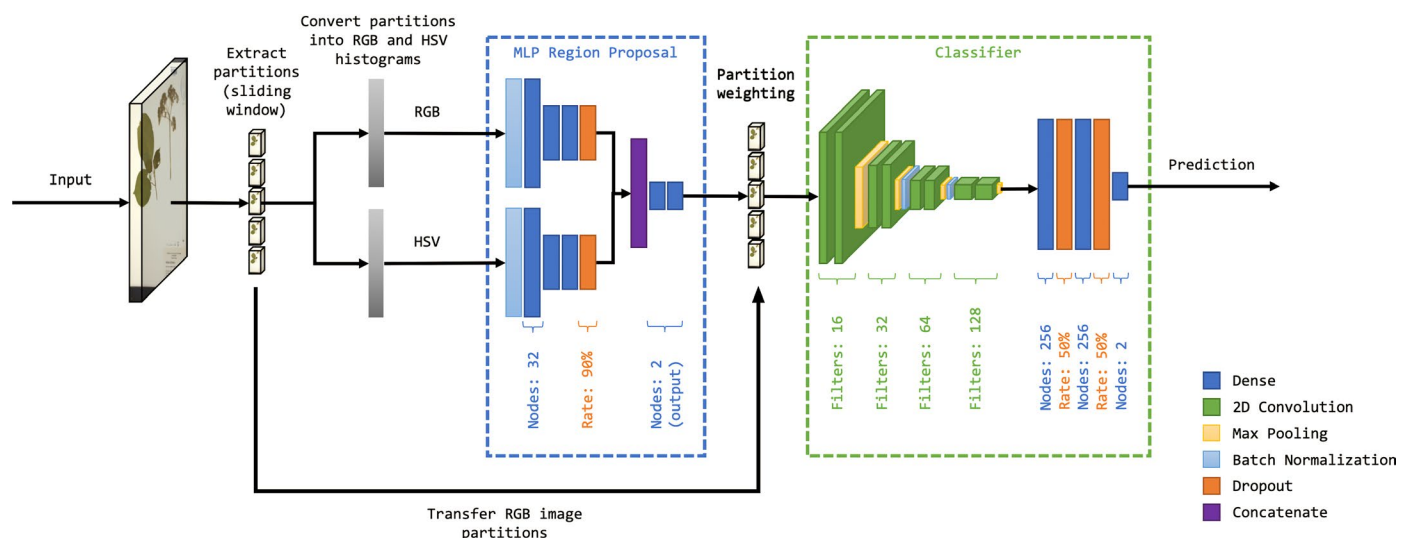 Input
Extract
partitions
(sliding
window)
Convert partitions
into RGB and HSV
histograms
RGB
HSV
MLP Region Proposal
Nodes: 32
Rate: 90%
Nodes: 2
(output)
Partition
weighting
Transfer RGB image
partitions
Classifier
Filters: 16
Filters: 32
Filters: 64
Filters: 128
Nodes: 256
Rate: 50%
Nodes: 256
Rate: 50%
Nodes: 2
Prediction
Dense
2D Convolution
Max Pooling
Batch Normalization
Dropout
Concatenate